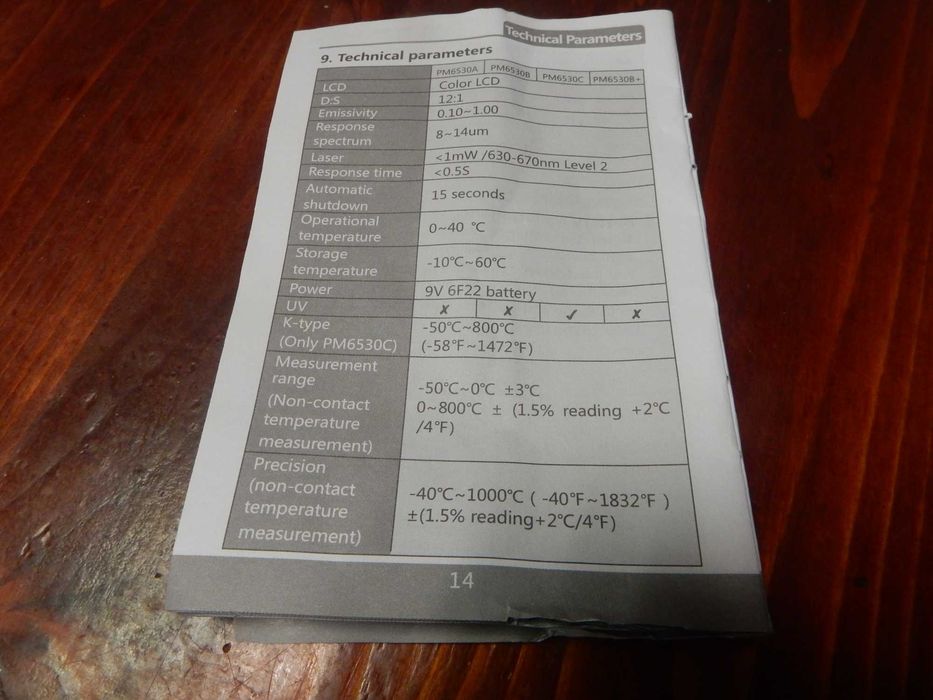 Technical Parameters
9. Technical parameters
PM6530A PM6530B PM6530C PM6530B+
LCD Color LCD
D:S 12:1
Emissivity 0.10~1.00
Response
spectrum 8~14um
Laser <1mW /630-670nm Level 2
Response time <0.5S
Automatic
shutdown 15 seconds
Operational
temperature 0~40 ℃
Storage
temperature -10℃~60℃
Power 9V 6F22 battery
UV ✘ ✘ ✓ ✘
K-type -50℃~800℃
(Only PM6530C) (-58℉~1472℉)
Measurement
range
(Non-contact
temperature
measurement)
-50℃~0℃ ±3℃
0~800℃ ± (1.5% reading +2℃
/4℉)
Precision
(non-contact
temperature
measurement)
-40℃~1000℃ ( -40℉~1832℉ )
±(1.5% reading+2℃/4℉)
14